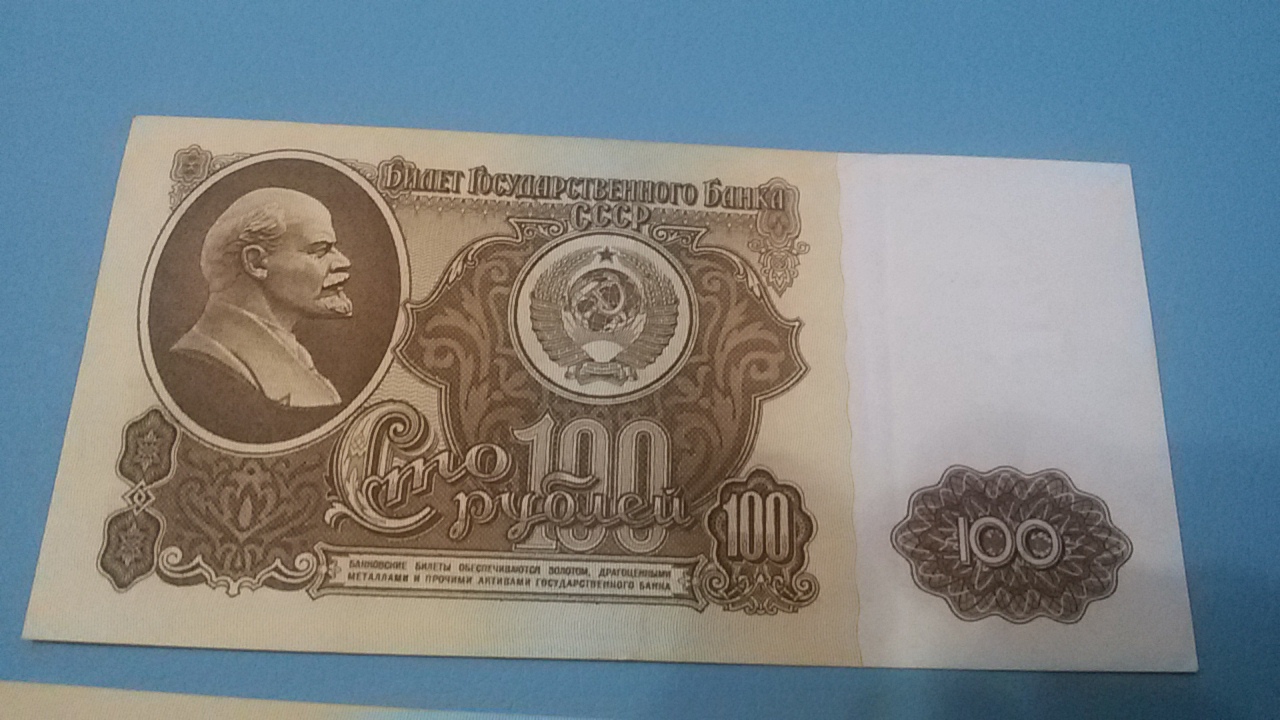 Билет Государственного Банка
СССР
100
Сто
рублей
100
100
БАНКОВСКИЕ БИЛЕТЫ ОБЕСПЕЧИВАЮТСЯ ЗОЛОТОМ, ДРАГОЦЕННЫМИ
МЕТАЛЛАМИ И ПРОЧИМИ АКТИВАМИ ГОСУДАРСТВЕННОГО БАНКА